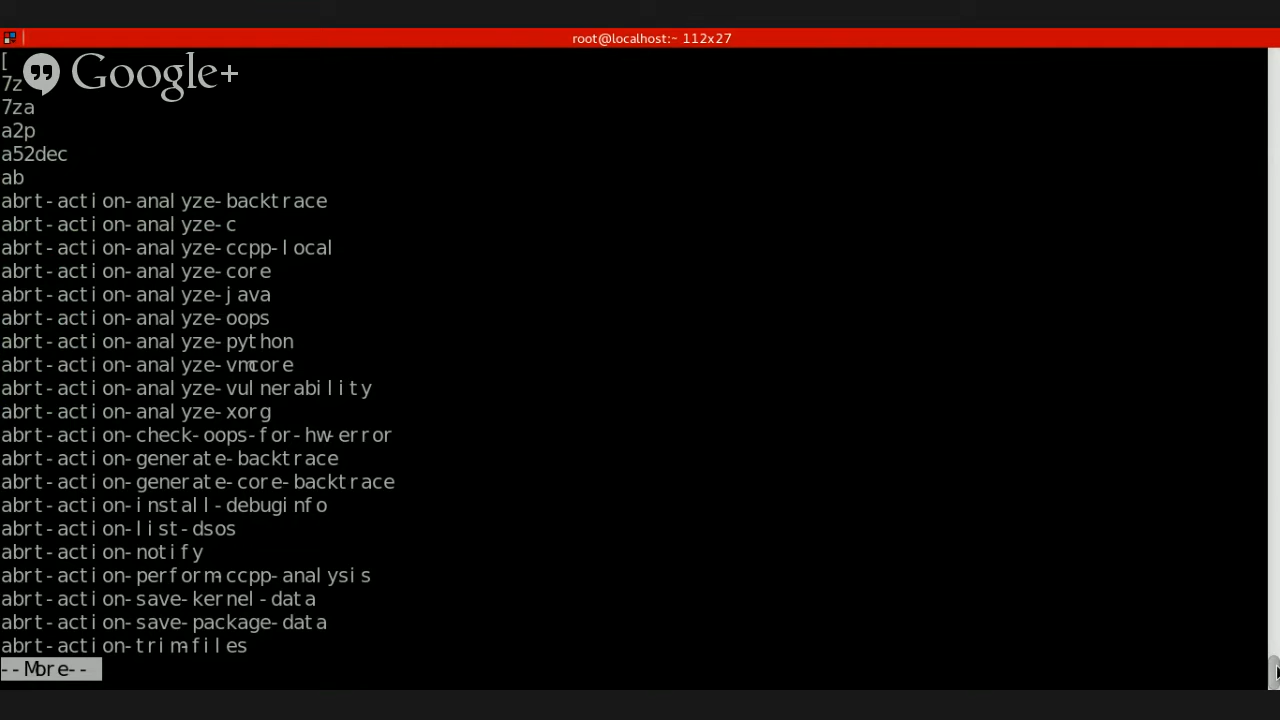 root@localhost:~ 112x27
[
Google+
7z
7za
a2p
a52dec
ab
abrt-action-analyze-backtrace
abrt-action-analyze-c
abrt-action-analyze-ccpp-local
abrt-action-analyze-core
abrt-action-analyze-java
abrt-action-analyze-oops
abrt-action-analyze-python
abrt-action-analyze-vmcore
abrt-action-analyze-vulnerability
abrt-action-analyze-xorg
abrt-action-check-oops-for-hw-error
abrt-action-generate-backtrace
abrt-action-generate-core-backtrace
abrt-action-install-debuginfo
abrt-action-list-dsos
abrt-action-notify
abrt-action-perform-ccpp-analysis
abrt-action-save-kernel-data
abrt-action-save-package-data
abrt-action-trim-files
--More--